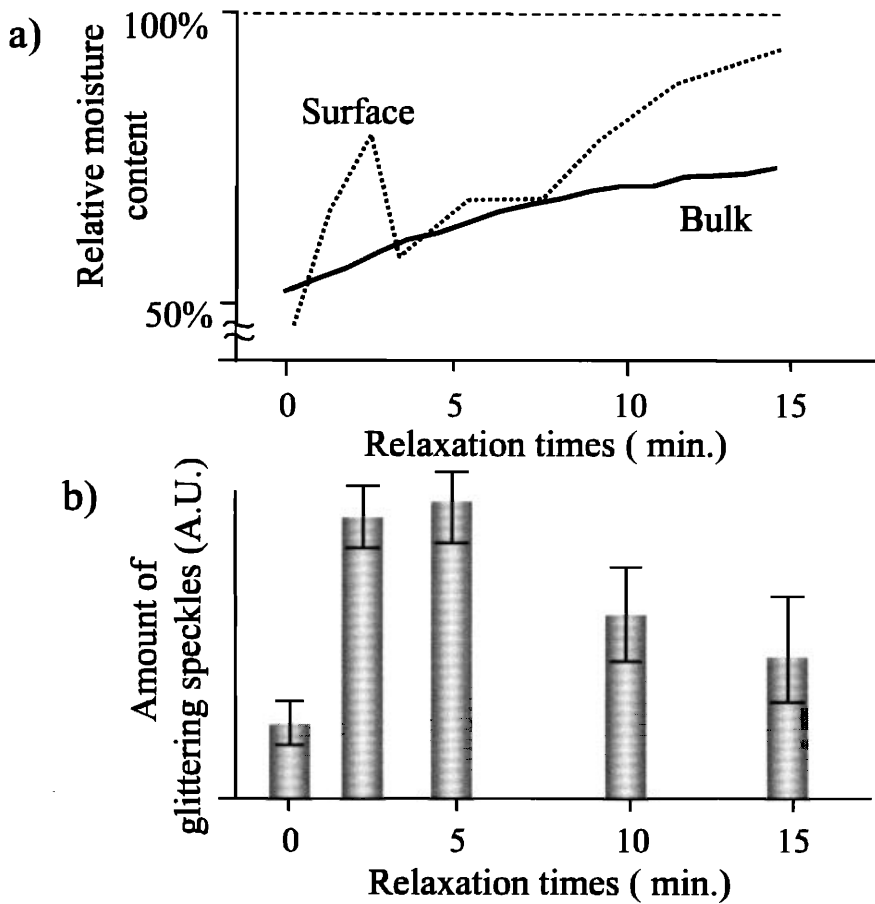 a)
100%
Relative moisture
content
Surface
Bulk
50%
0 5 10 15
Relaxation times ( min.)
b)
Amount of
glittering speckles (A.U.)
0 5 10 15
Relaxation times ( min.)